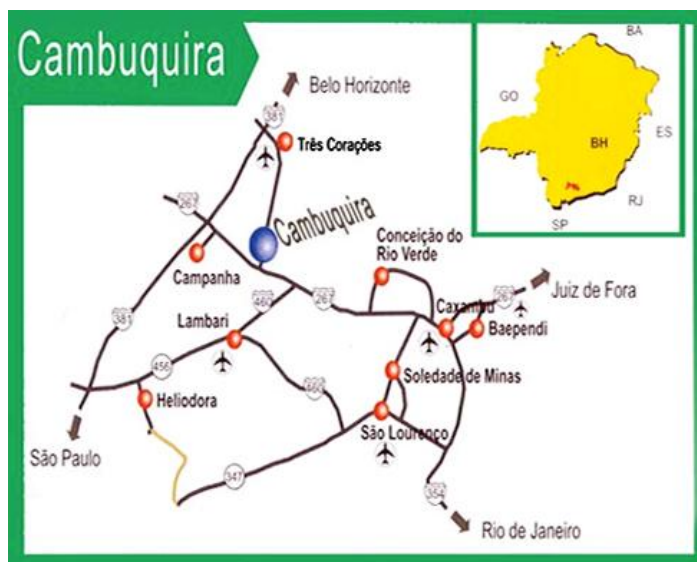 Cambuquira
Belo Horizonte
381
Três Corações
267
Cambuquira
Campanha
Conceição do
Rio Verde
460
267
267
Juiz de Fora
Caxambu
Baependi
381
Lambari
456
Soledade de Minas
Heliodora
460
São Lourenço
São Paulo
347
354
Rio de Janeiro
BA
GO
BH
ES
RJ
SP